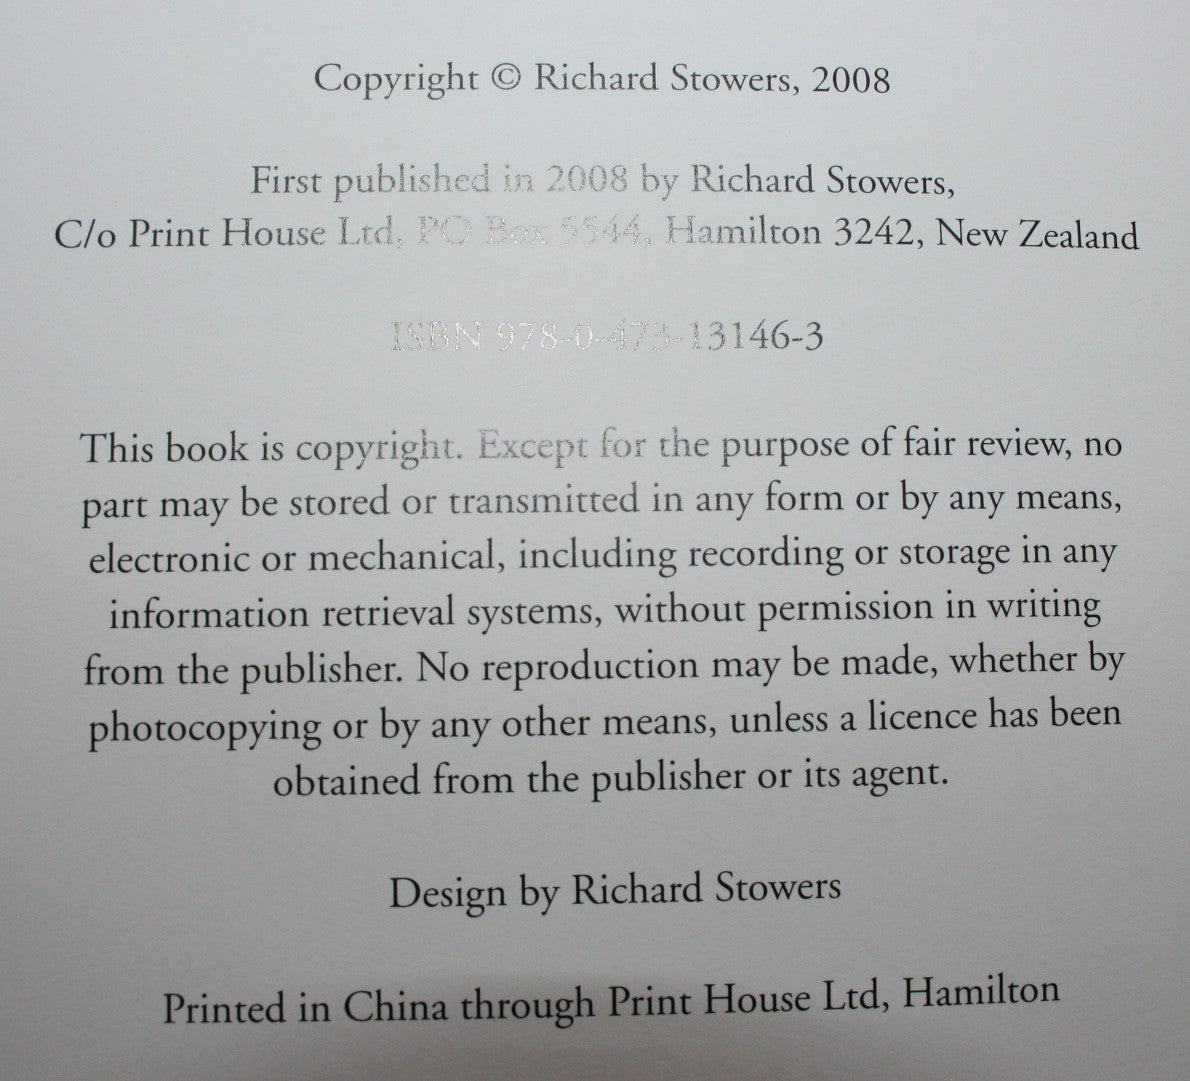 Copyright © Richard Stowers, 2008
First published in 2008 by Richard Stowers,
C/o Print House Ltd, PO Box 5544, Hamilton 3242, New Zealand
ISBN 978-0-473-13146-3
This book is copyright. Except for the purpose of fair review, no
part may be stored or transmitted in any form or by any means,
electronic or mechanical, including recording or storage in any
information retrieval systems, without permission in writing
from the publisher. No reproduction may be made, whether by
photocopying or by any other means, unless a licence has been
obtained from the publisher or its agent.
Design by Richard Stowers
Printed in China through Print House Ltd, Hamilton